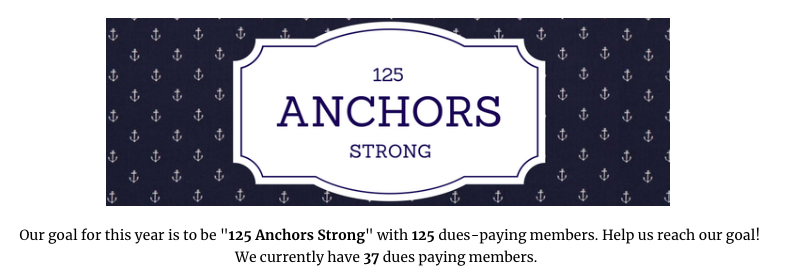 125
ANCHORS
STRONG
Our goal for this year is to be "125 Anchors Strong" with 125 dues-paying members. Help us reach our goal!
We currently have 37 dues paying members.